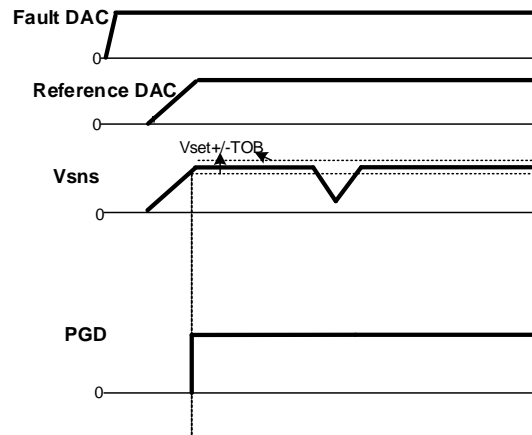 Fault DAC
0
Reference DAC
0
Vset+/-TOB
Vsns
0
PGD
0